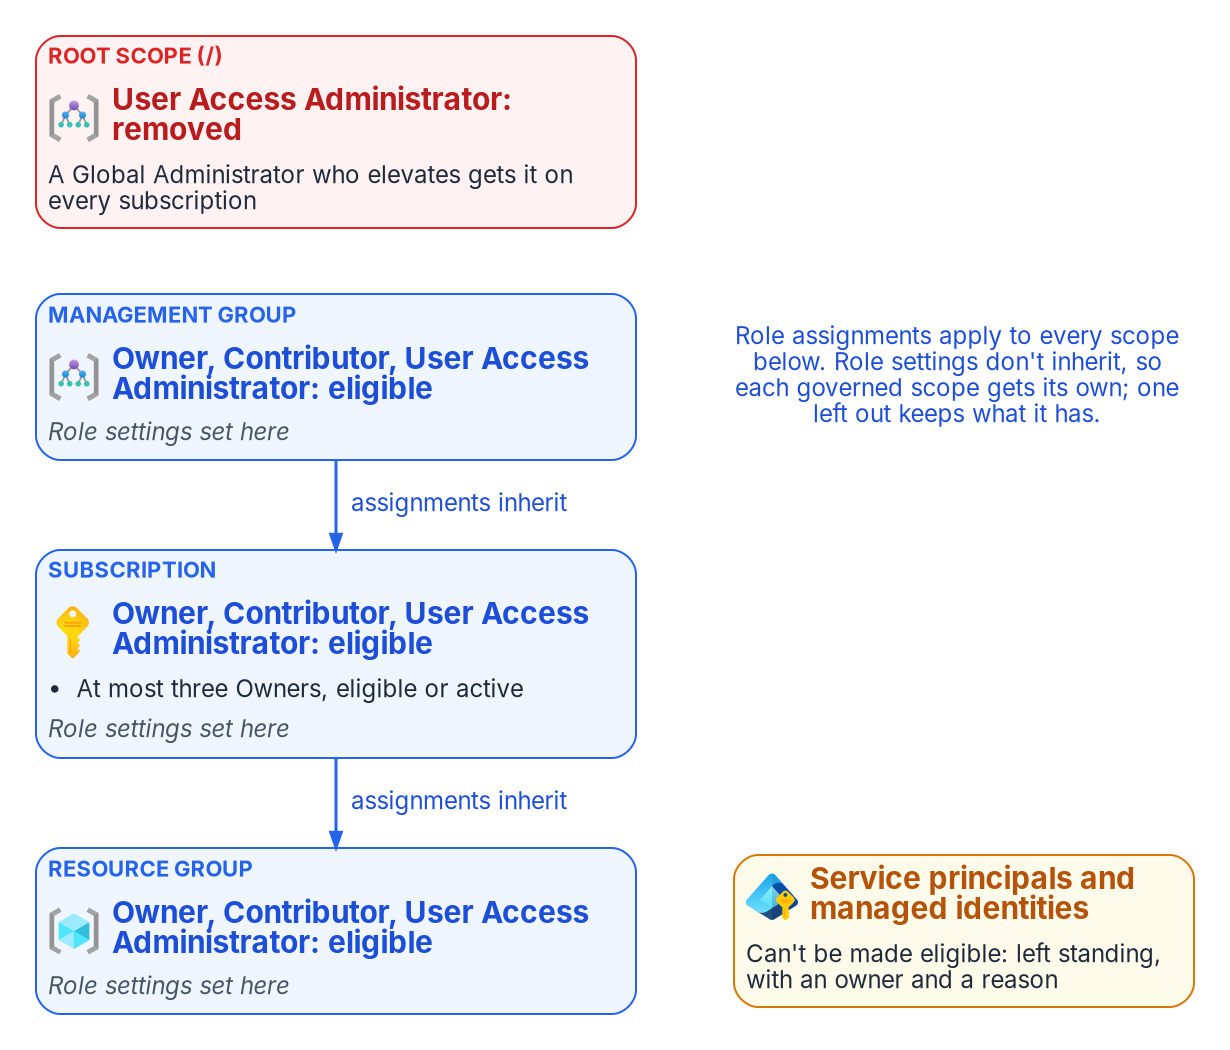 ROOT SCOPE (/)
User Access Administrator:
removed
A Global Administrator who elevates gets it on
every subscription
MANAGEMENT GROUP
Owner, Contributor, User Access
Administrator: eligible
Role settings set here
Role assignments apply to every scope
below. Role settings don't inherit, so
each governed scope gets its own; one
left out keeps what it has.
assignments inherit
SUBSCRIPTION
Owner, Contributor, User Access
Administrator: eligible
• At most three Owners, eligible or active
Role settings set here
assignments inherit
RESOURCE GROUP
Owner, Contributor, User Access
Administrator: eligible
Role settings set here
Service principals and
managed identities
Can't be made eligible: left standing,
with an owner and a reason